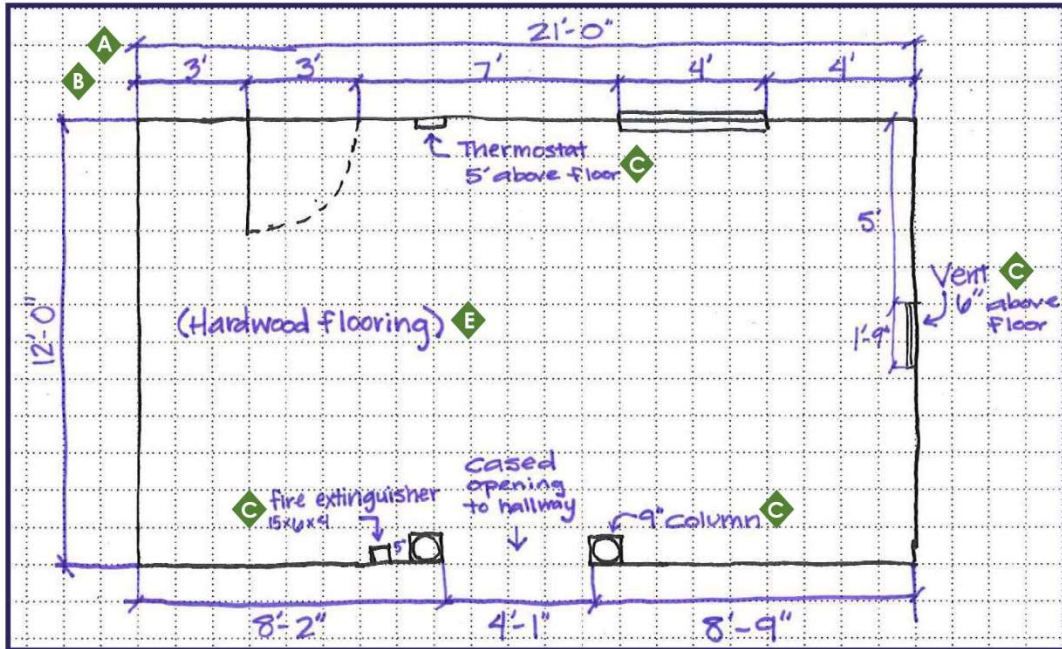 A
21'-0"
B
3'
3'
7'
4'
4'
Thermostat
5' above floor
C
5'
Vent
C
6" above
floor
12'-0"
(Hardwood flooring)
E
1'-9"
Cased
opening
to hallway
C
fire extinguisher
15x6x4
5"
9" column
C
8'-2"
4'-1"
8'-9"